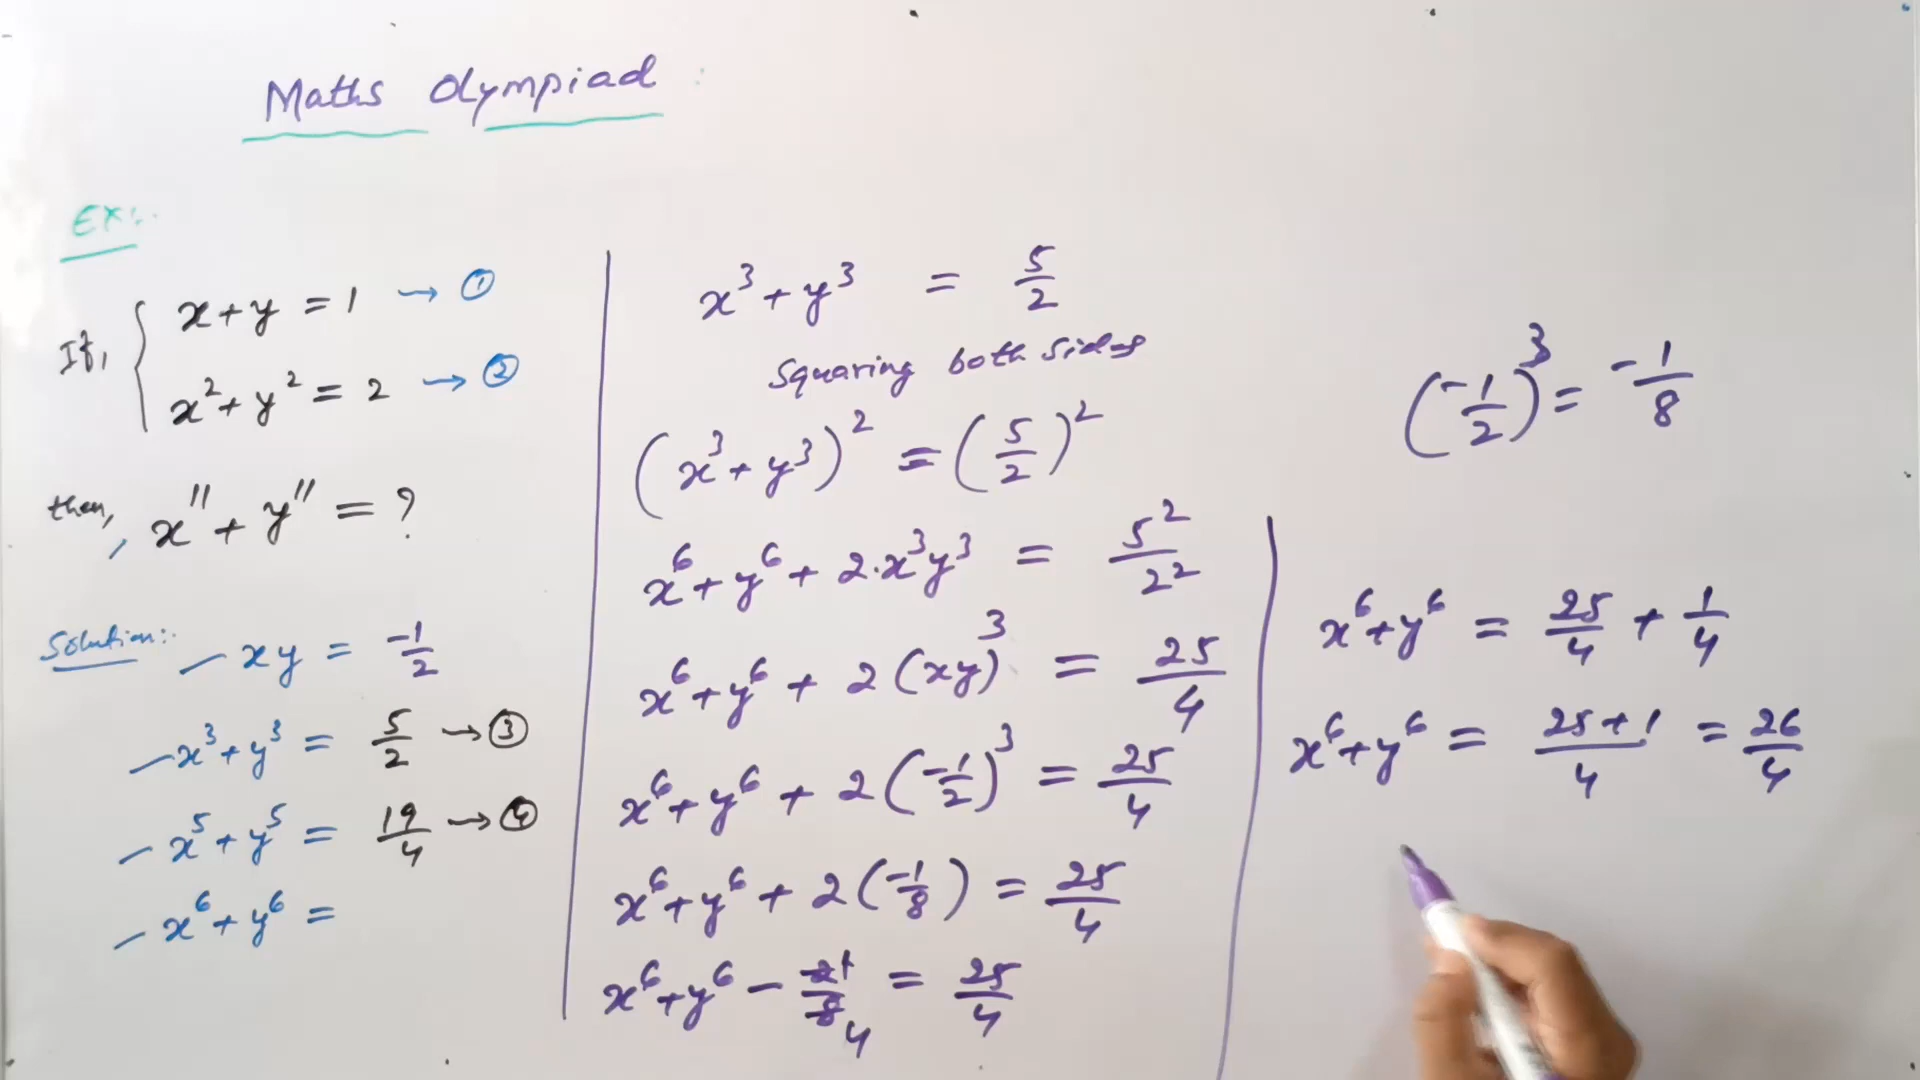 Maths Olympiad
Ex:.
If, { x+y = 1 → ①
x² + y² = 2 → ②
then, x¹¹ + y¹¹ = ?
Solution:.
xy = -1/2
x³ + y³ = 5/2 → ③
x⁵ + y⁵ = 19/4 → ④
x⁶ + y⁶ =
x³ + y³ = 5/2
Squaring both sides
(x³ + y³)² = (5/2)²
x⁶ + y⁶ + 2·x³y³ = 5²/2²
x⁶ + y⁶ + 2(xy)³ = 25/4
x⁶ + y⁶ + 2(-1/2)³ = 25/4
x⁶ + y⁶ + 2(-1/8) = 25/4
x⁶ + y⁶ - 2̶1/8̶4 = 25/4
(-1/2)³ = -1/8
x⁶ + y⁶ = 25/4 + 1/4
x⁶ + y⁶ = 25+1/4 = 26/4